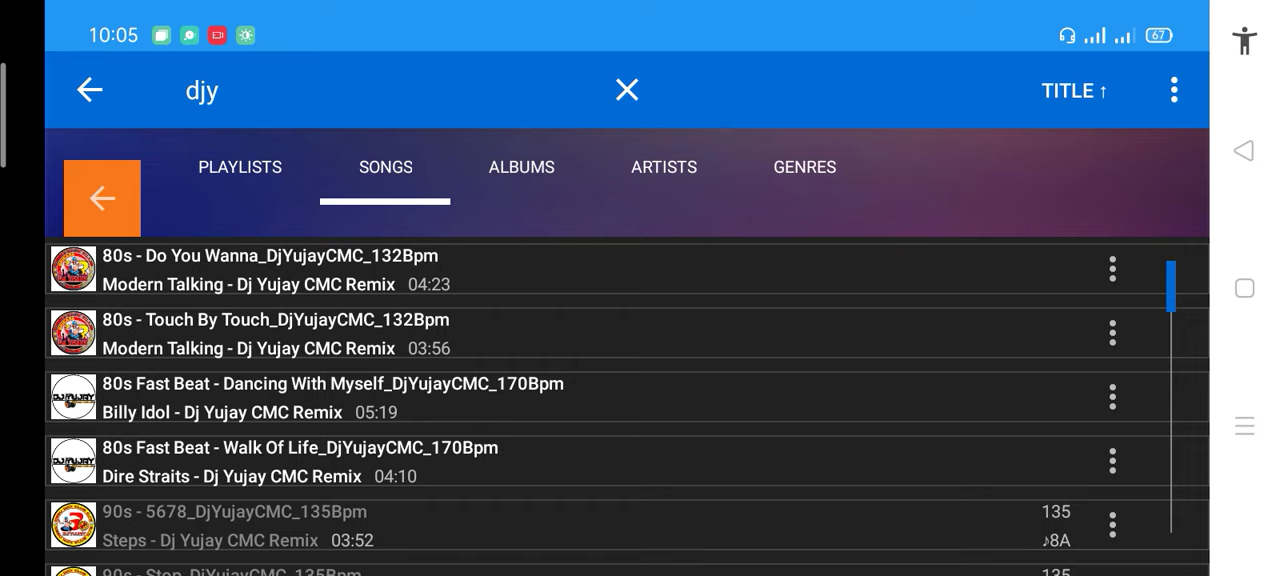 10:05
67
djy
TITLE ↑
PLAYLISTS SONGS ALBUMS ARTISTS GENRES
80s - Do You Wanna_DjYujayCMC_132Bpm
Modern Talking - Dj Yujay CMC Remix 04:23
80s - Touch By Touch_DjYujayCMC_132Bpm
Modern Talking - Dj Yujay CMC Remix 03:56
80s Fast Beat - Dancing With Myself_DjYujayCMC_170Bpm
Billy Idol - Dj Yujay CMC Remix 05:19
80s Fast Beat - Walk Of Life_DjYujayCMC_170Bpm
Dire Straits - Dj Yujay CMC Remix 04:10
90s - 5678_DjYujayCMC_135Bpm 135
Steps - Dj Yujay CMC Remix 03:52 ♪8A
90s - Step_DjYujayCMC_135Bpm 135